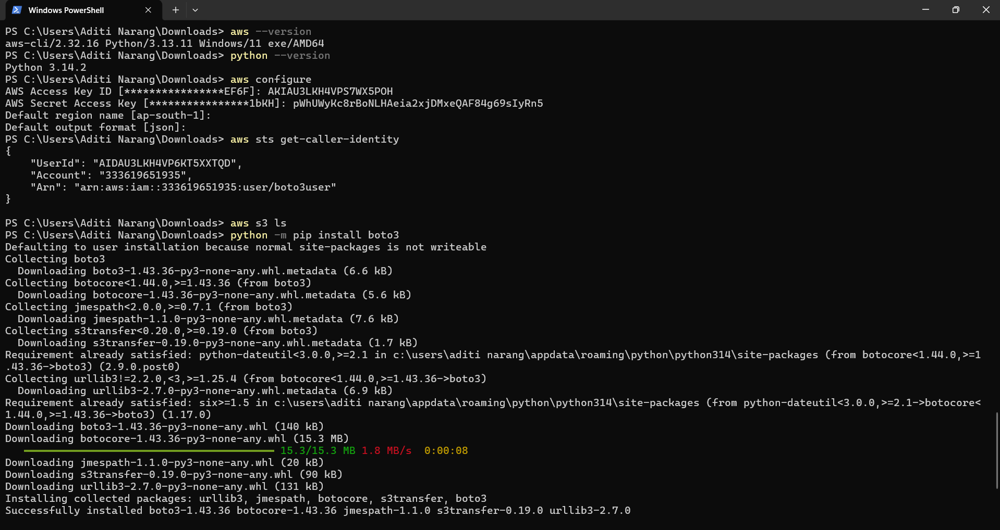 Windows PowerShell
PS C:\Users\Aditi Narang\Downloads> aws --version
aws-cli/2.32.16 Python/3.13.11 Windows/11 exe/AMD64
PS C:\Users\Aditi Narang\Downloads> python --version
Python 3.14.2
PS C:\Users\Aditi Narang\Downloads> aws configure
AWS Access Key ID [****************EF6F]: AKIAU3LKH4VPS7WX5POH
AWS Secret Access Key [****************1bKH]: 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
Default region name [ap-south-1]:
Default output format [json]:
PS C:\Users\Aditi Narang\Downloads> aws sts get-caller-identity
{
    "UserId": "AIDAU3LKH4VP6KT5XXTQD",
    "Account": "333619651935",
    "Arn": "arn:aws:iam::333619651935:user/boto3user"
}
PS C:\Users\Aditi Narang\Downloads> aws s3 ls
PS C:\Users\Aditi Narang\Downloads> python -m pip install boto3
Defaulting to user installation because normal site-packages is not writeable
Collecting boto3
  Downloading boto3-1.43.36-py3-none-any.whl.metadata (6.6 kB)
Collecting botocore<1.44.0,>=1.43.36 (from boto3)
  Downloading botocore-1.43.36-py3-none-any.whl.metadata (5.6 kB)
Collecting jmespath<2.0.0,>=0.7.1 (from boto3)
  Downloading jmespath-1.1.0-py3-none-any.whl.metadata (7.6 kB)
Collecting s3transfer<0.20.0,>=0.19.0 (from boto3)
  Downloading s3transfer-0.19.0-py3-none-any.whl.metadata (1.7 kB)
Requirement already satisfied: python-dateutil<3.0.0,>=2.1 in c:\users\aditi narang\appdata\roaming\python\python314\site-packages (from botocore<1.44.0,>=1
.43.36->boto3) (2.9.0.post0)
Collecting urllib3!=2.2.0,<3,>=1.25.4 (from botocore<1.44.0,>=1.43.36->boto3)
  Downloading urllib3-2.7.0-py3-none-any.whl.metadata (6.9 kB)
Requirement already satisfied: six>=1.5 in c:\users\aditi narang\appdata\roaming\python\python314\site-packages (from python-dateutil<3.0.0,>=2.1->botocore<
1.44.0,>=1.43.36->boto3) (1.17.0)
Downloading boto3-1.43.36-py3-none-any.whl (140 kB)
Downloading botocore-1.43.36-py3-none-any.whl (15.3 MB)
15.3/15.3 MB 1.8 MB/s  0:00:08
Downloading jmespath-1.1.0-py3-none-any.whl (20 kB)
Downloading s3transfer-0.19.0-py3-none-any.whl (90 kB)
Downloading urllib3-2.7.0-py3-none-any.whl (131 kB)
Installing collected packages: urllib3, jmespath, botocore, s3transfer, boto3
Successfully installed boto3-1.43.36 botocore-1.43.36 jmespath-1.1.0 s3transfer-0.19.0 urllib3-2.7.0